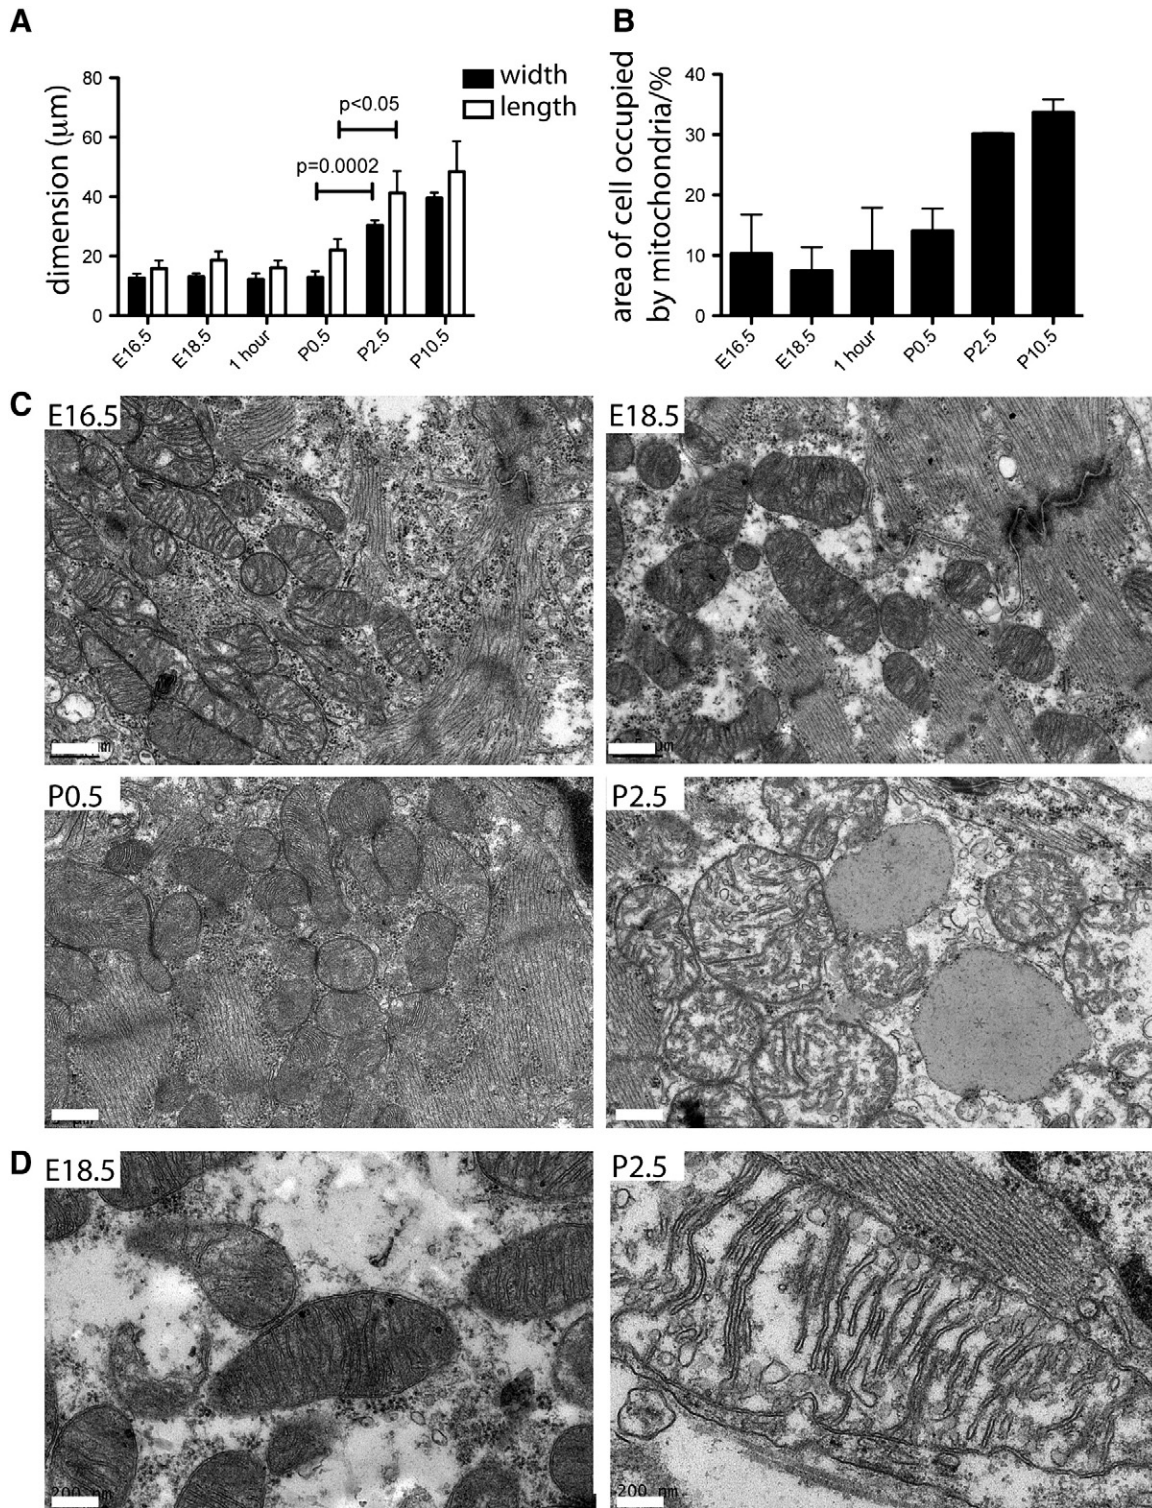 A
B
80
60
40
20
0
dimension (μm)
width
length
p<0.05
p=0.0002
E16.5
E18.5
1 hour
P0.5
P2.5
P10.5
area of cell occupied
by mitochondria/%
40
30
20
10
0
E16.5
E18.5
1 hour
P0.5
P2.5
P10.5
C
E16.5
E18.5
P0.5
P2.5
*
*
D
E18.5
P2.5
200 nm
200 nm